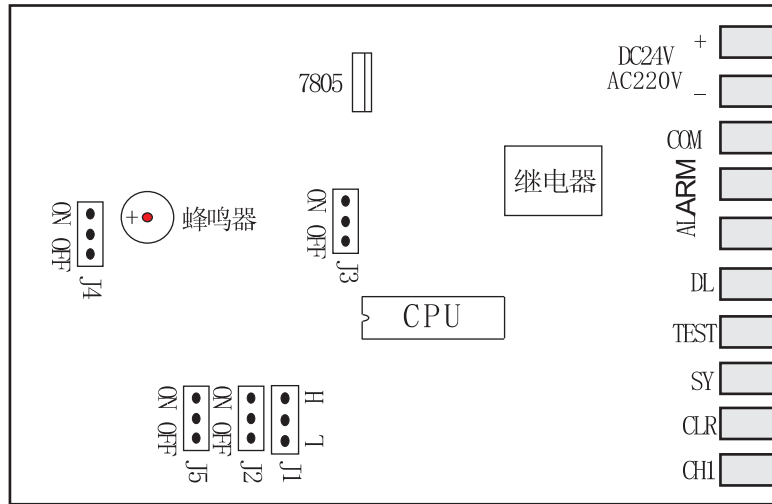 +
DC24V
AC220V
−
7805
COM
ALARM
继电器
ON OFF
J4
+
蜂鸣器
ON OFF
J3
DL
CPU
TEST
SY
ON OFF
J5
ON OFF
J2
H L
J1
CLR
CH1